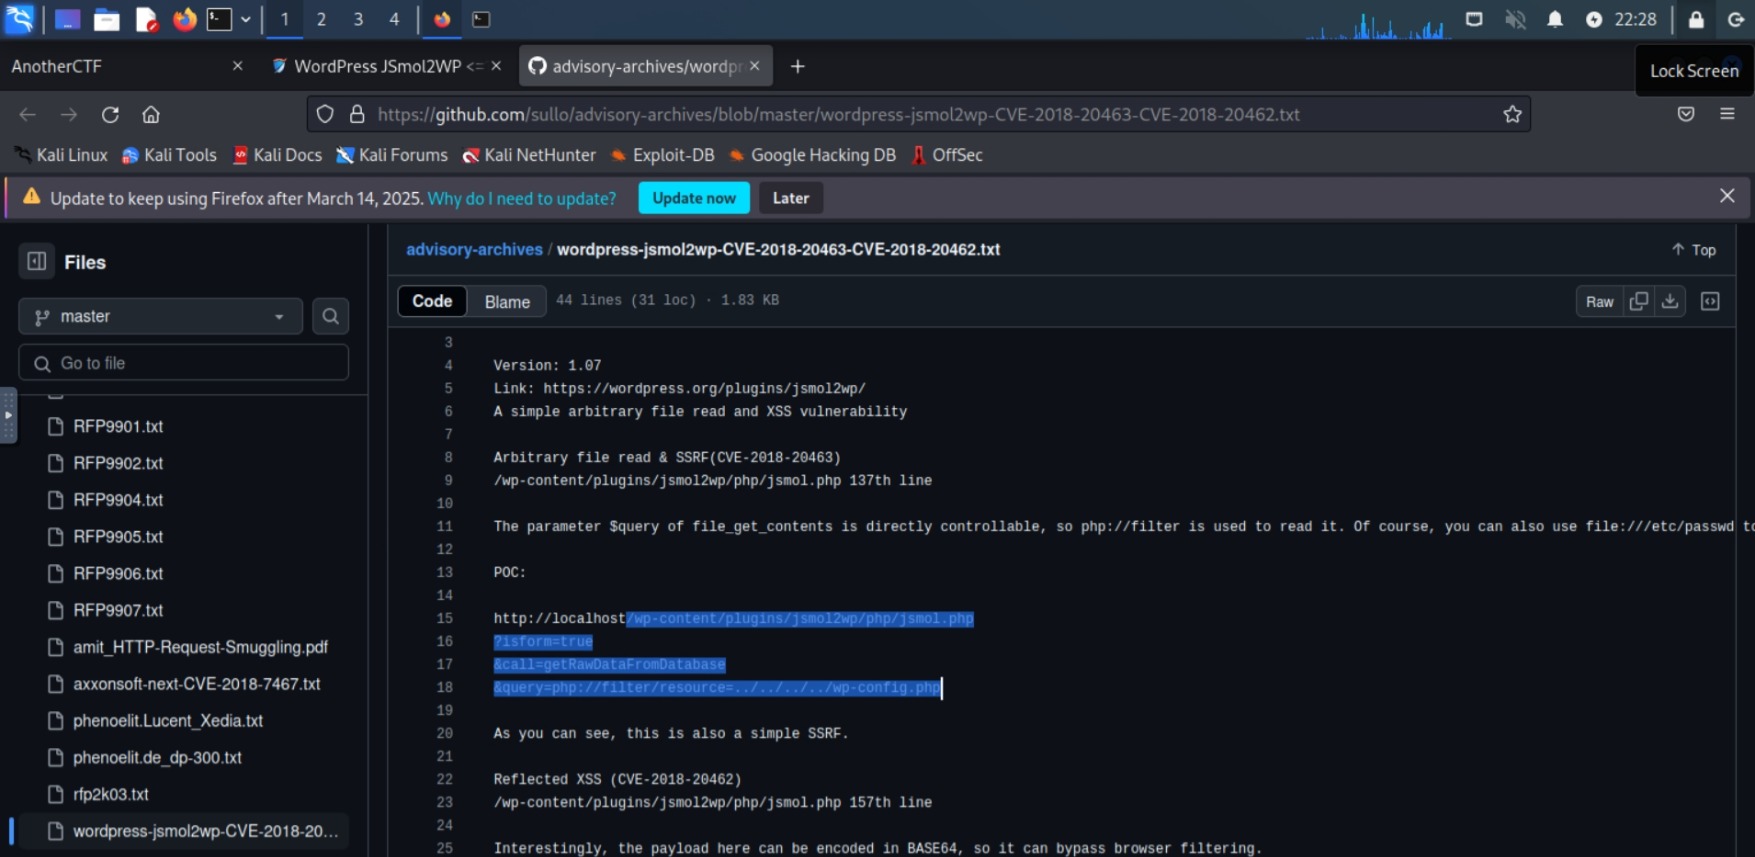 1 2 3 4 22:28
AnotherCTF WordPress JSmol2WP <= advisory-archives/wordpr
Lock Screen
https://github.com/sullo/advisory-archives/blob/master/wordpress-jsmol2wp-CVE-2018-20463-CVE-2018-20462.txt
Kali Linux Kali Tools Kali Docs Kali Forums Kali NetHunter Exploit-DB Google Hacking DB OffSec
Update to keep using Firefox after March 14, 2025. Why do I need to update? Update now Later
Files
master
Go to file
RFP9901.txt
RFP9902.txt
RFP9904.txt
RFP9905.txt
RFP9906.txt
RFP9907.txt
amit_HTTP-Request-Smuggling.pdf
axxonsoft-next-CVE-2018-7467.txt
phenoelit.Lucent_Xedia.txt
phenoelit.de_dp-300.txt
rfp2k03.txt
wordpress-jsmol2wp-CVE-2018-20...
advisory-archives / wordpress-jsmol2wp-CVE-2018-20463-CVE-2018-20462.txt Top
Code Blame 44 lines (31 loc) · 1.83 KB Raw
3
4 Version: 1.07
5 Link: https://wordpress.org/plugins/jsmol2wp/
6 A simple arbitrary file read and XSS vulnerability
7
8 Arbitrary file read & SSRF(CVE-2018-20463)
9 /wp-content/plugins/jsmol2wp/php/jsmol.php 137th line
10
11 The parameter $query of file_get_contents is directly controllable, so php://filter is used to read it. Of course, you can also use file:///etc/passwd to
12
13 POC:
14
15 http://localhost/wp-content/plugins/jsmol2wp/php/jsmol.php
16 ?isform=true
17 &call=getRawDataFromDatabase
18 &query=php://filter/resource=../../../../wp-config.php
19
20 As you can see, this is also a simple SSRF.
21
22 Reflected XSS (CVE-2018-20462)
23 /wp-content/plugins/jsmol2wp/php/jsmol.php 157th line
24
25 Interestingly, the payload here can be encoded in BASE64, so it can bypass browser filtering.